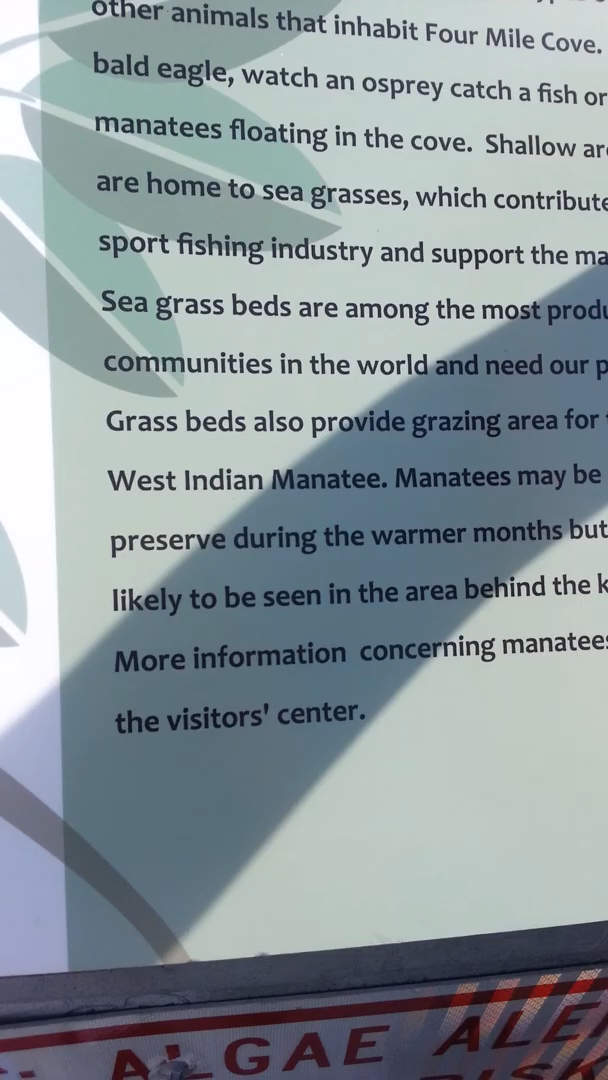 other animals that inhabit Four Mile Cove.
bald eagle, watch an osprey catch a fish or
manatees floating in the cove. Shallow
are home to sea grasses, which contribute
sport fishing industry and support the
Sea grass beds are among the most
communities in the world and need our
Grass beds also provide grazing area for
West Indian Manatee. Manatees may be
preserve during the warmer months but
likely to be seen in the area behind the
More information concerning manatees
the visitors' center.
ALGAE